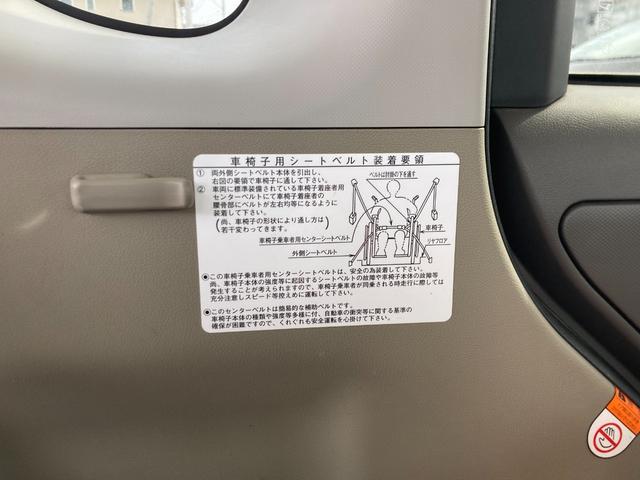 車椅子用シートベルト装着要領
① 両外側シートベルト本体を引出し、
右図の要領で車椅子に通して下さい。
② 車両に標準装備されている車椅子着座者用
センターベルトにて車椅子着座者の
腰骨部にベルトが左右均等になるように
装着して下さい。
(尚、車椅子の形状により通し方は
若干変わってきます。)
ベルトは肘掛の下を通す
車椅子
車椅子乗車者用センターシートベルト
リヤフロア
外側シートベルト
●この車椅子乗車者用センターシートベルトは、安全の為装着して下さい。
尚、車椅子本体の強度等に起因するシートベルトの故障や車椅子本体の故障等
発生することが考えられますので、車椅子乗車者が同乗される時走行に際しては
充分注意しスピード等控えめに運転して下さい。
●このセンターベルトは簡易的な補助ベルトです。
車椅子本体の種類や強度等多様に付、自動車の衝突等に関する基準の
確保が困難ですので、くれぐれも安全運転を心掛けて下さい。